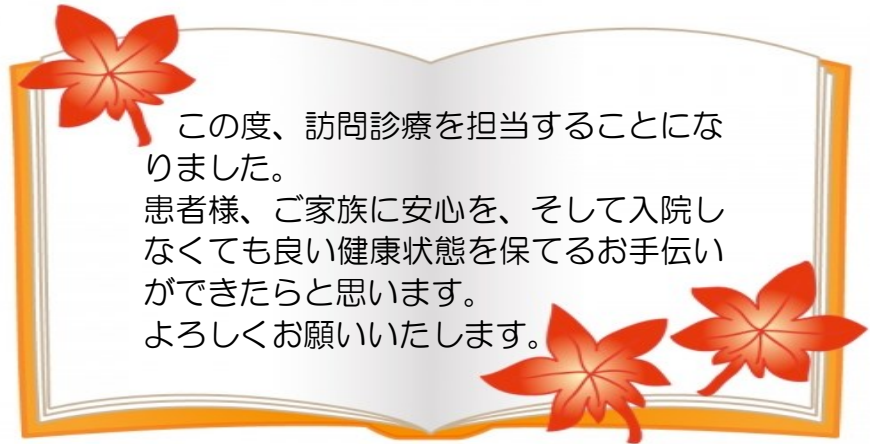 この度、訪問診療を担当することにな
りました。
患者様、ご家族に安心を、そして入院し
なくても良い健康状態を保てるお手伝い
ができたらと思います。
よろしくお願いいたします。